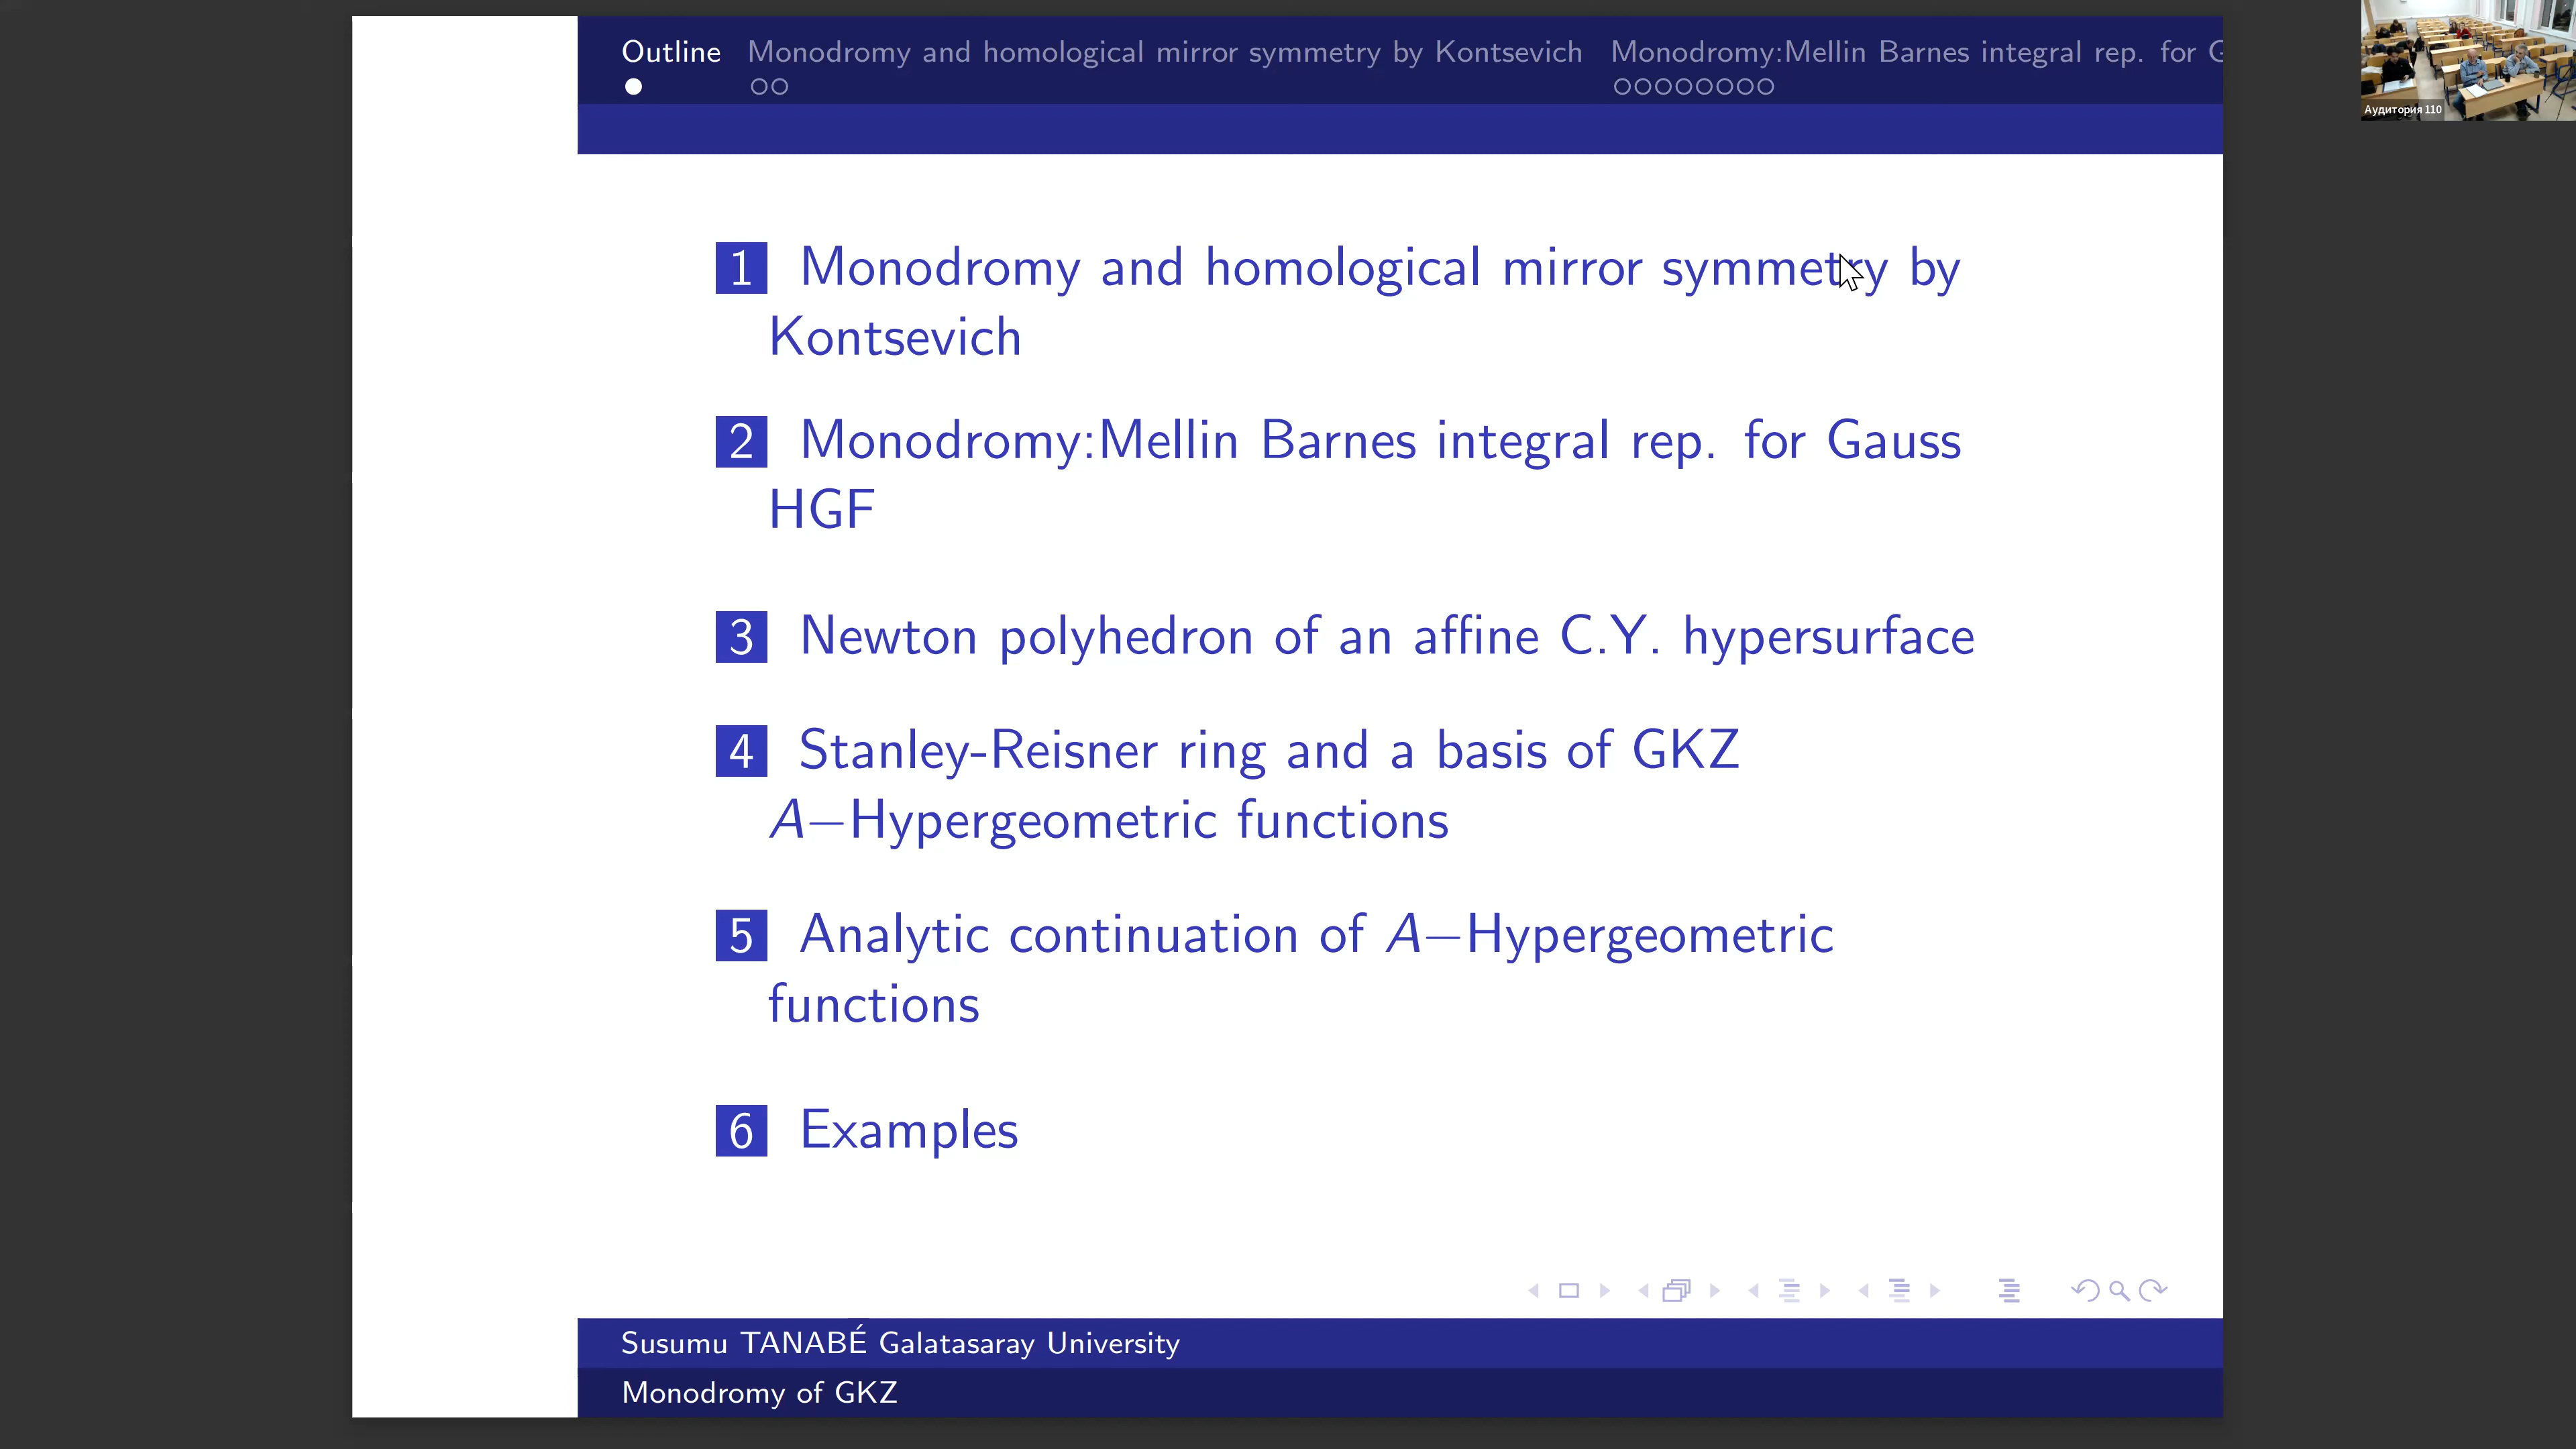 Outline Monodromy and homological mirror symmetry by Kontsevich Monodromy:Mellin Barnes integral rep. for G
Аудитория 110
1 Monodromy and homological mirror symmetry by
Kontsevich
2 Monodromy:Mellin Barnes integral rep. for Gauss
HGF
3 Newton polyhedron of an affine C.Y. hypersurface
4 Stanley-Reisner ring and a basis of GKZ
A−Hypergeometric functions
5 Analytic continuation of A−Hypergeometric
functions
6 Examples
Susumu TANABÉ Galatasaray University
Monodromy of GKZ